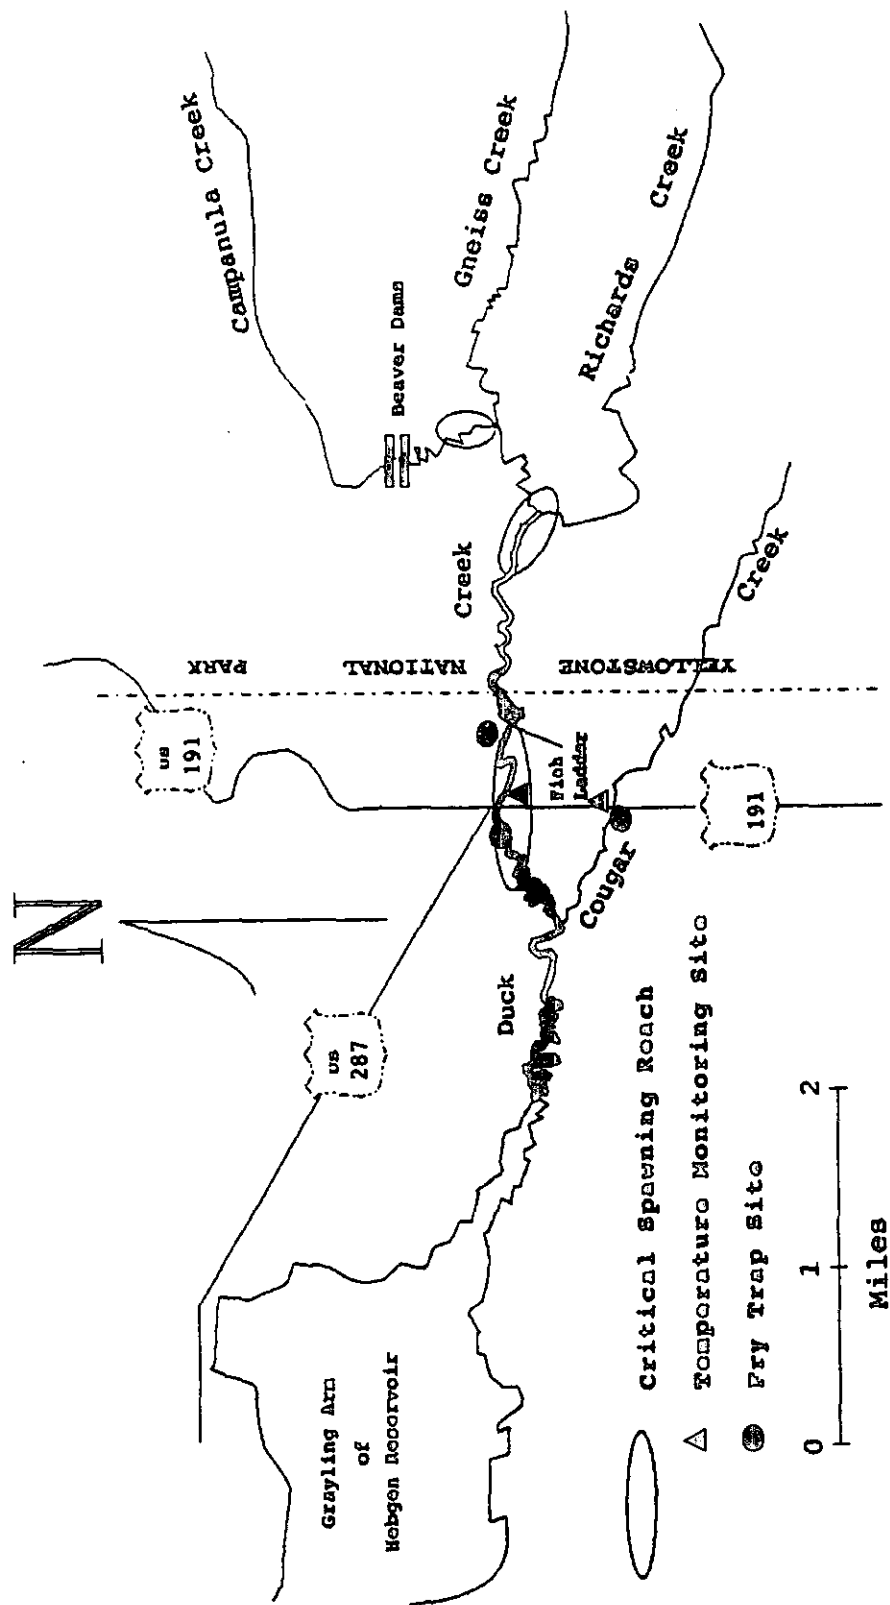 N
Campanula Creek
Gneiss Creek
Richards Creek
Beaver Dams
Creek
Creek
YELLOWSTONE NATIONAL PARK
US
191
Fish
Ladder
191
Cougar
Duck
US
287
Grayling Arm
of
Hebgen Reservoir
Critical Spawning Reach
Temperature Monitoring Site
Fry Trap Site
0 1 2
Miles